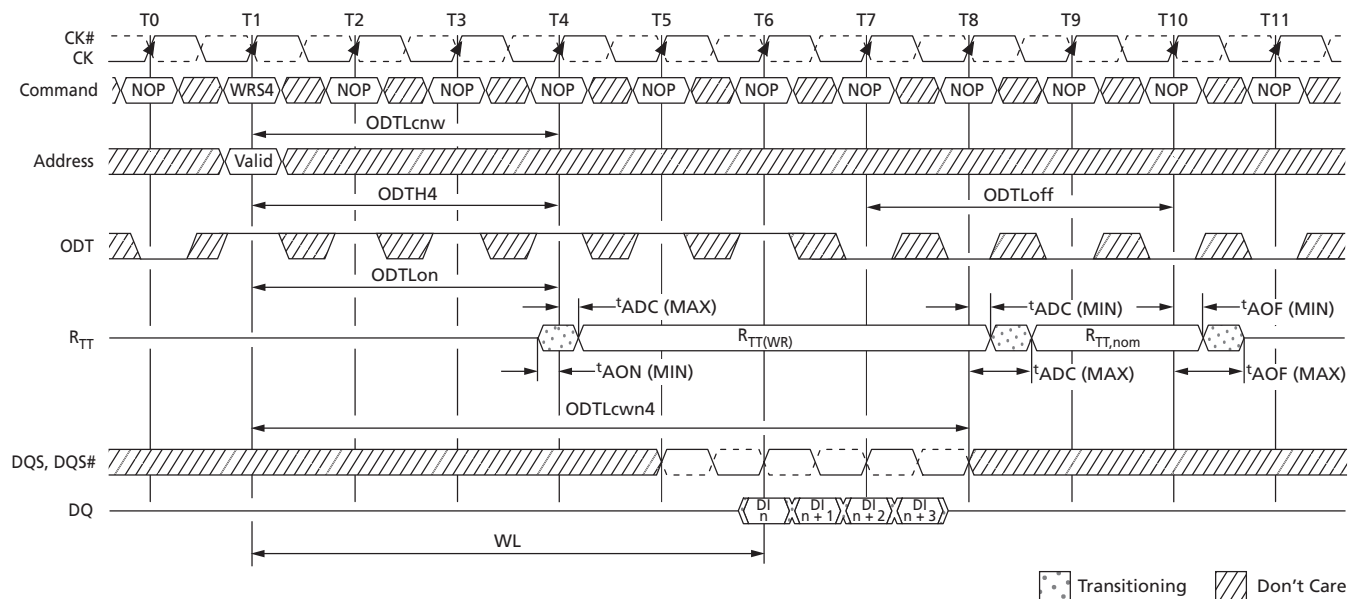 T0 T1 T2 T3 T4 T5 T6 T7 T8 T9 T10 T11
CK#
CK
Command NOP WRS4 NOP NOP NOP NOP NOP NOP NOP NOP NOP NOP
ODTLcnw
Address Valid
ODTH4 ODTLoff
ODT
ODTLon
tADC (MAX) tADC (MIN) tAOF (MIN)
RTT RTT(WR) RTT,nom
tAON (MIN) tADC (MAX) tAOF (MAX)
ODTLcwn4
DQS, DQS#
DQ DI n DI n + 1 DI n + 2 DI n + 3
WL
Transitioning Don't Care